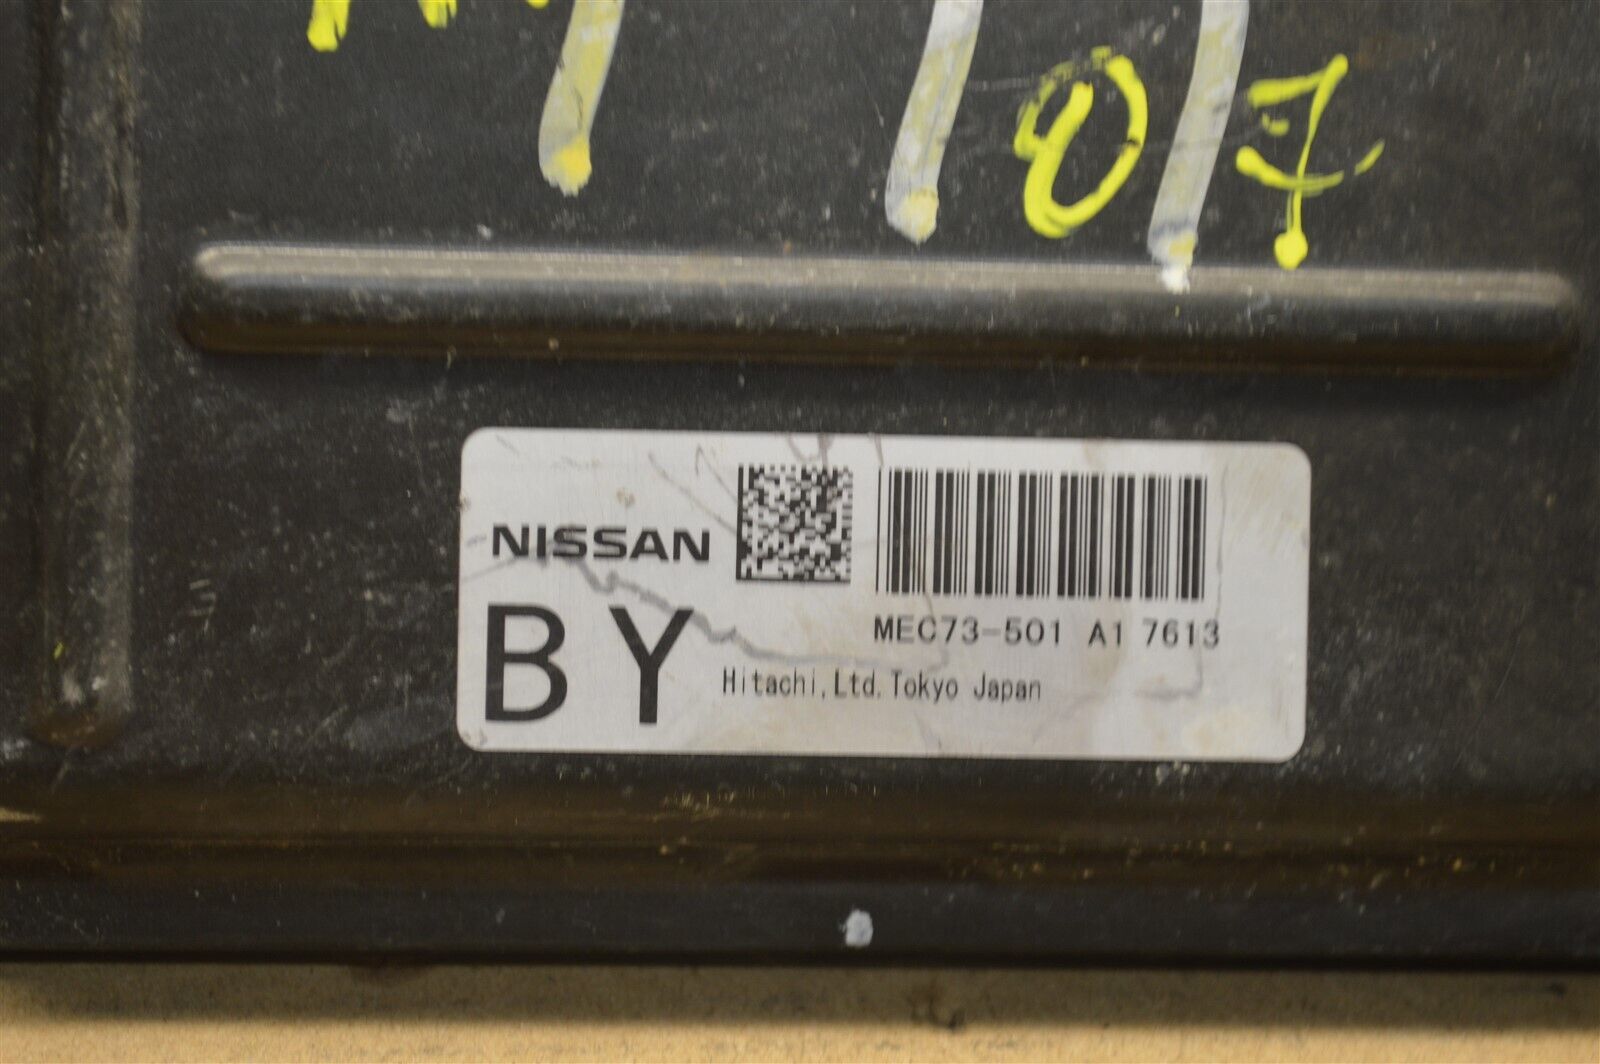 07
NISSAN
BY
MEC73-501 A1 7613
Hitachi,Ltd.Tokyo Japan